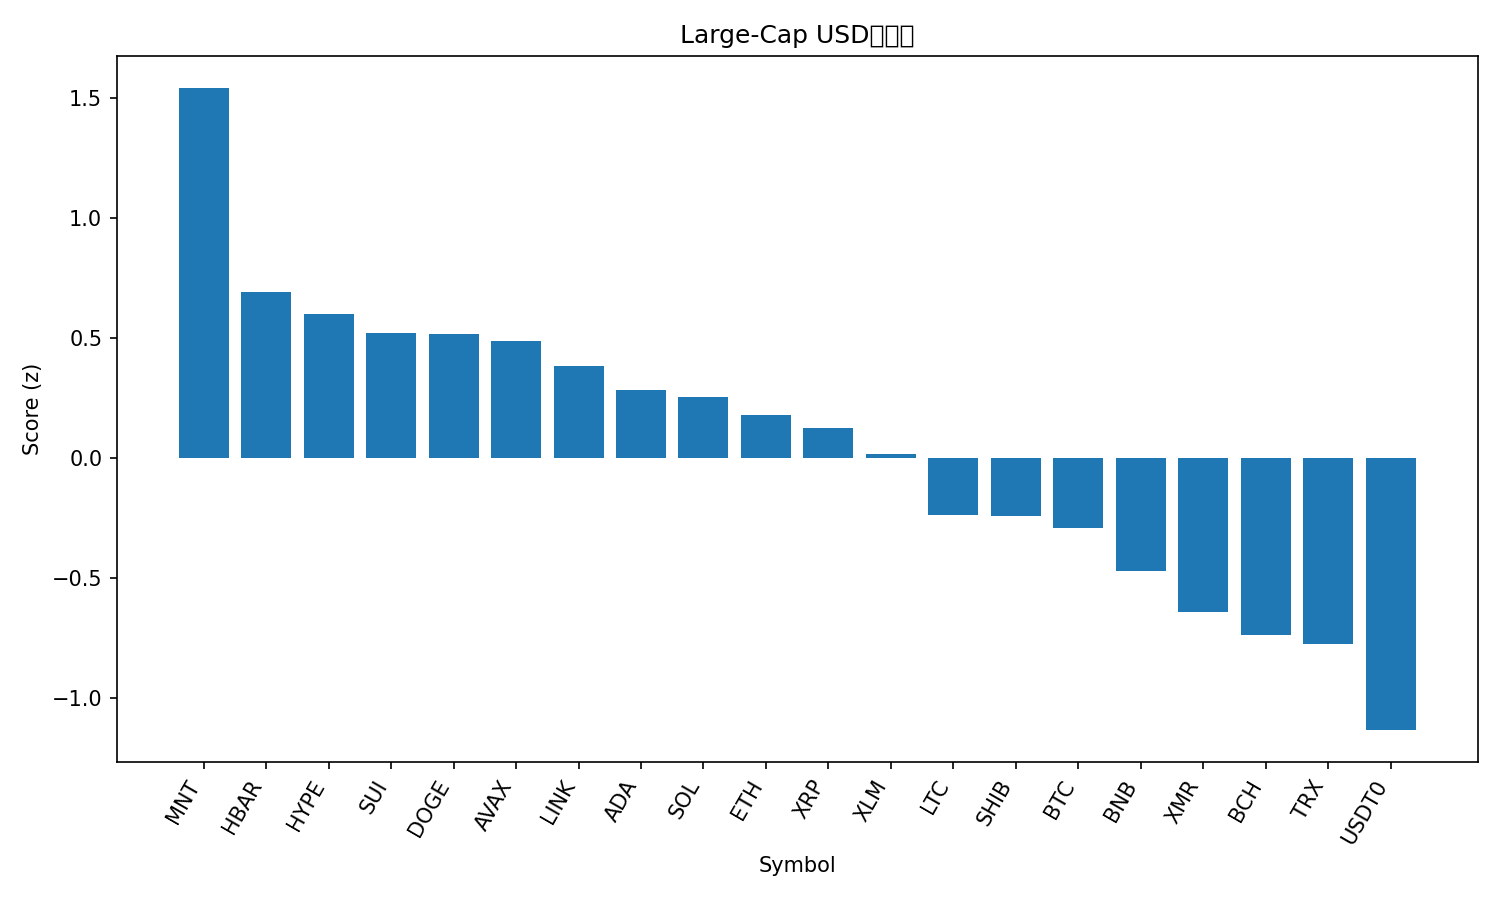 Large-Cap USD
Score (z)
1.5
1.0
0.5
0.0
−0.5
−1.0
MNT
HBAR
HYPE
SUI
DOGE
AVAX
LINK
ADA
SOL
ETH
XRP
XLM
LTC
SHIB
BTC
BNB
XMR
BCH
TRX
USDT0
Symbol